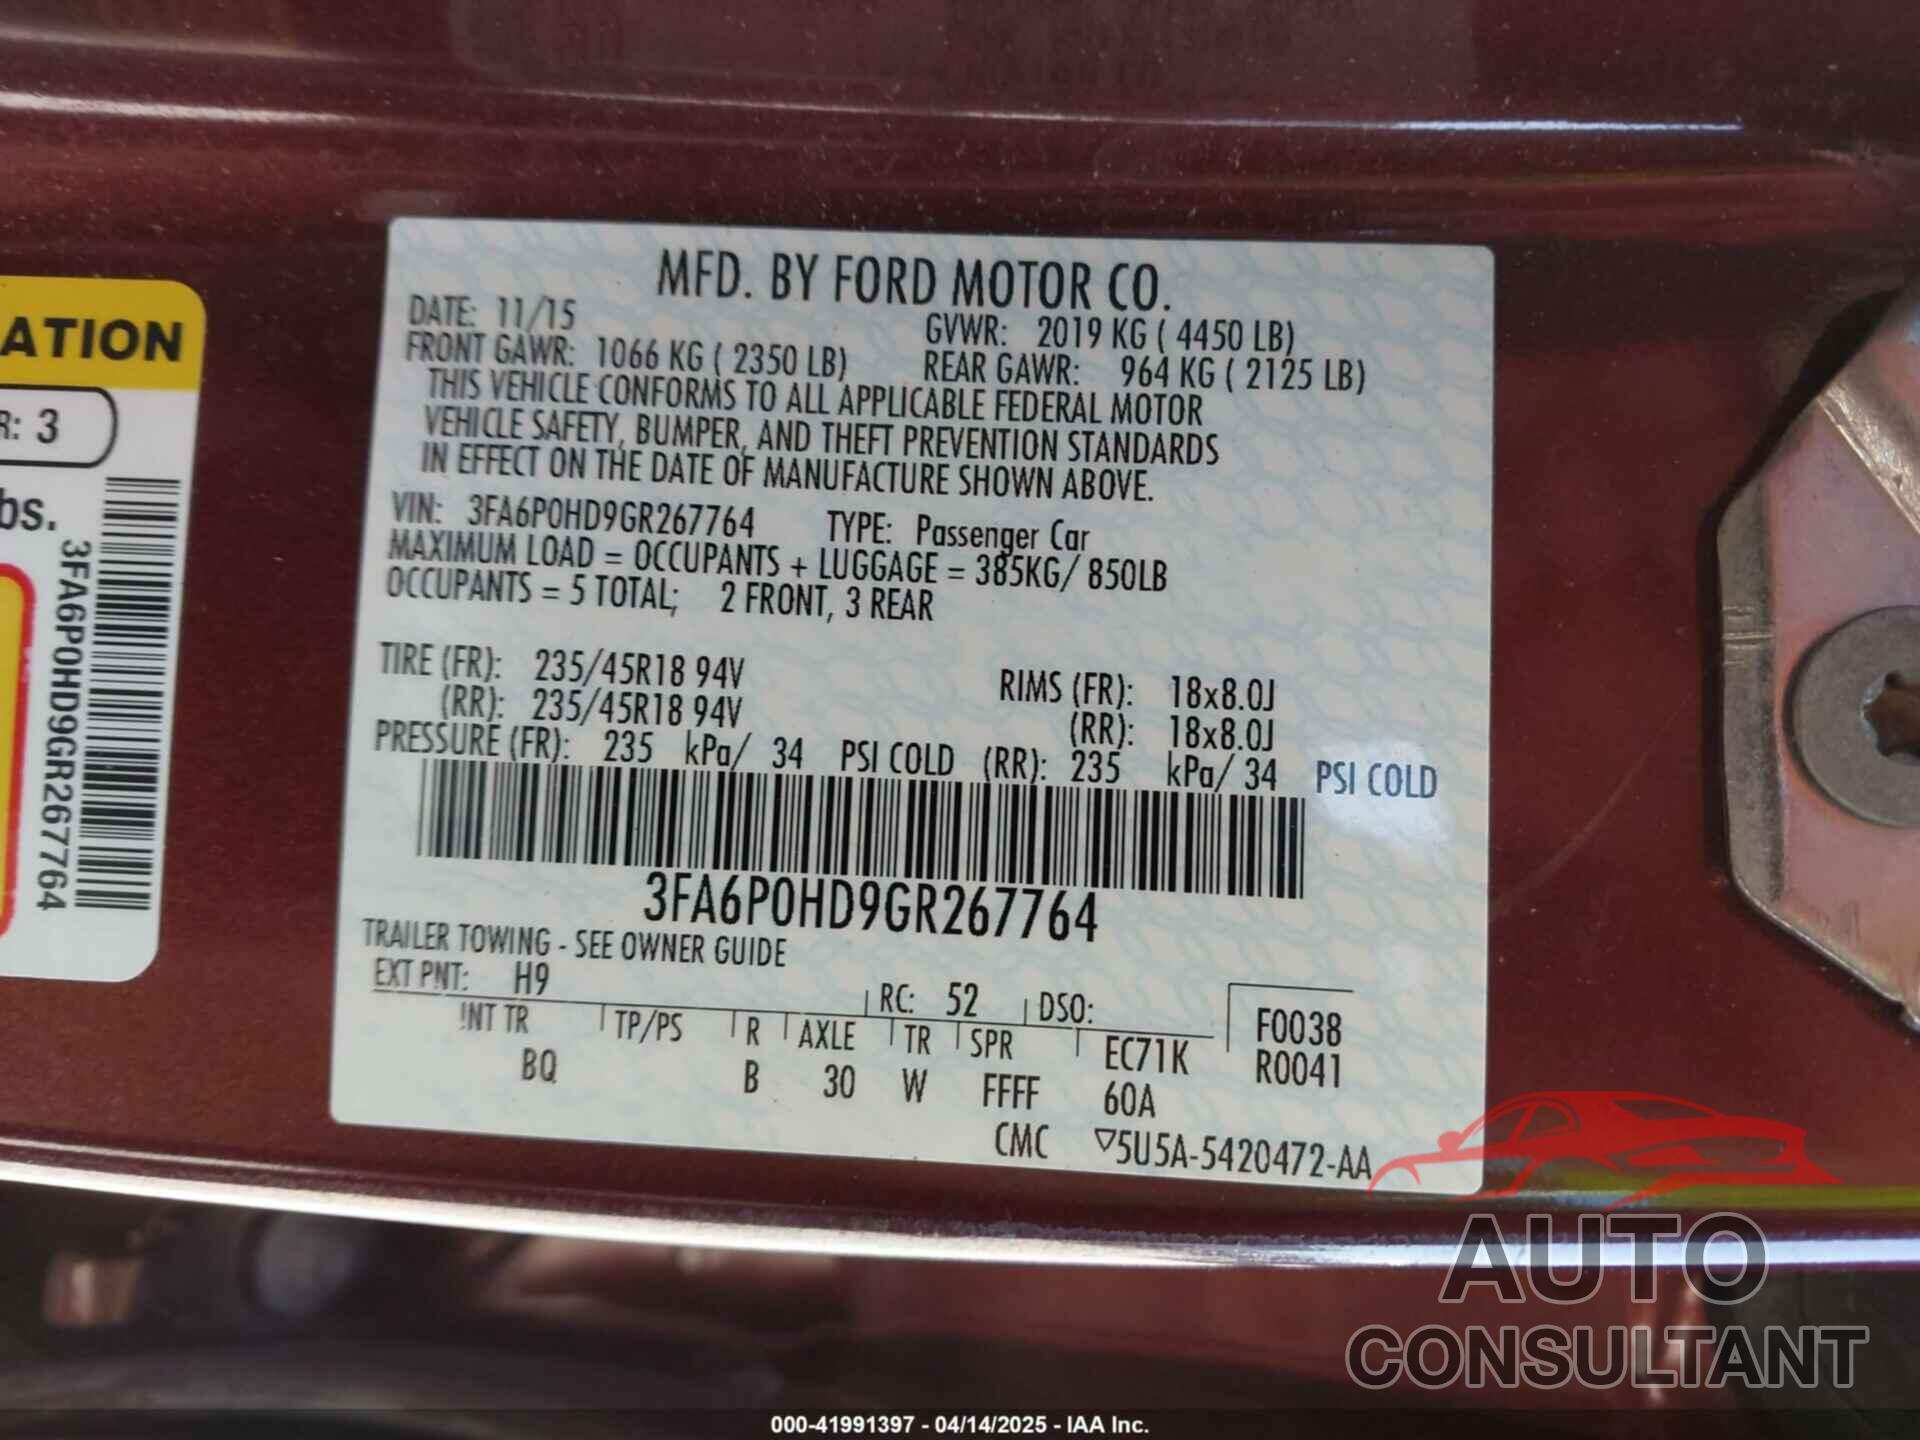 MFD. BY FORD MOTOR CO.
DATE: 11/15
GVWR: 2019 KG ( 4450 LB)
FRONT GAWR: 1066 KG ( 2350 LB)
REAR GAWR: 964 KG ( 2125 LB)
THIS VEHICLE CONFORMS TO ALL APPLICABLE FEDERAL MOTOR
VEHICLE SAFETY, BUMPER, AND THEFT PREVENTION STANDARDS
IN EFFECT ON THE DATE OF MANUFACTURE SHOWN ABOVE.
VIN: 3FA6P0HD9GR267764 TYPE: Passenger Car
MAXIMUM LOAD = OCCUPANTS + LUGGAGE = 385KG/ 850LB
OCCUPANTS = 5 TOTAL; 2 FRONT, 3 REAR
TIRE (FR): 235/45R18 94V RIMS (FR): 18x8.0J
(RR): 235/45R18 94V (RR): 18x8.0J
PRESSURE (FR): 235 kPa/ 34 PSI COLD (RR): 235 kPa/ 34 PSI COLD
3FA6P0HD9GR267764
TRAILER TOWING - SEE OWNER GUIDE
EXT PNT: H9 RC: 52 DSO: F0038
INT TR TP/PS R AXLE TR SPR EC71K R0041
BQ B 30 W FFFF 60A
CMC ▽5U5A-5420472-AA
ATION
R: 3
bs.
3FA6P0HD9GR267764
AUTO
CONSULTANT
000-41991397 - 04/14/2025 - IAA Inc.